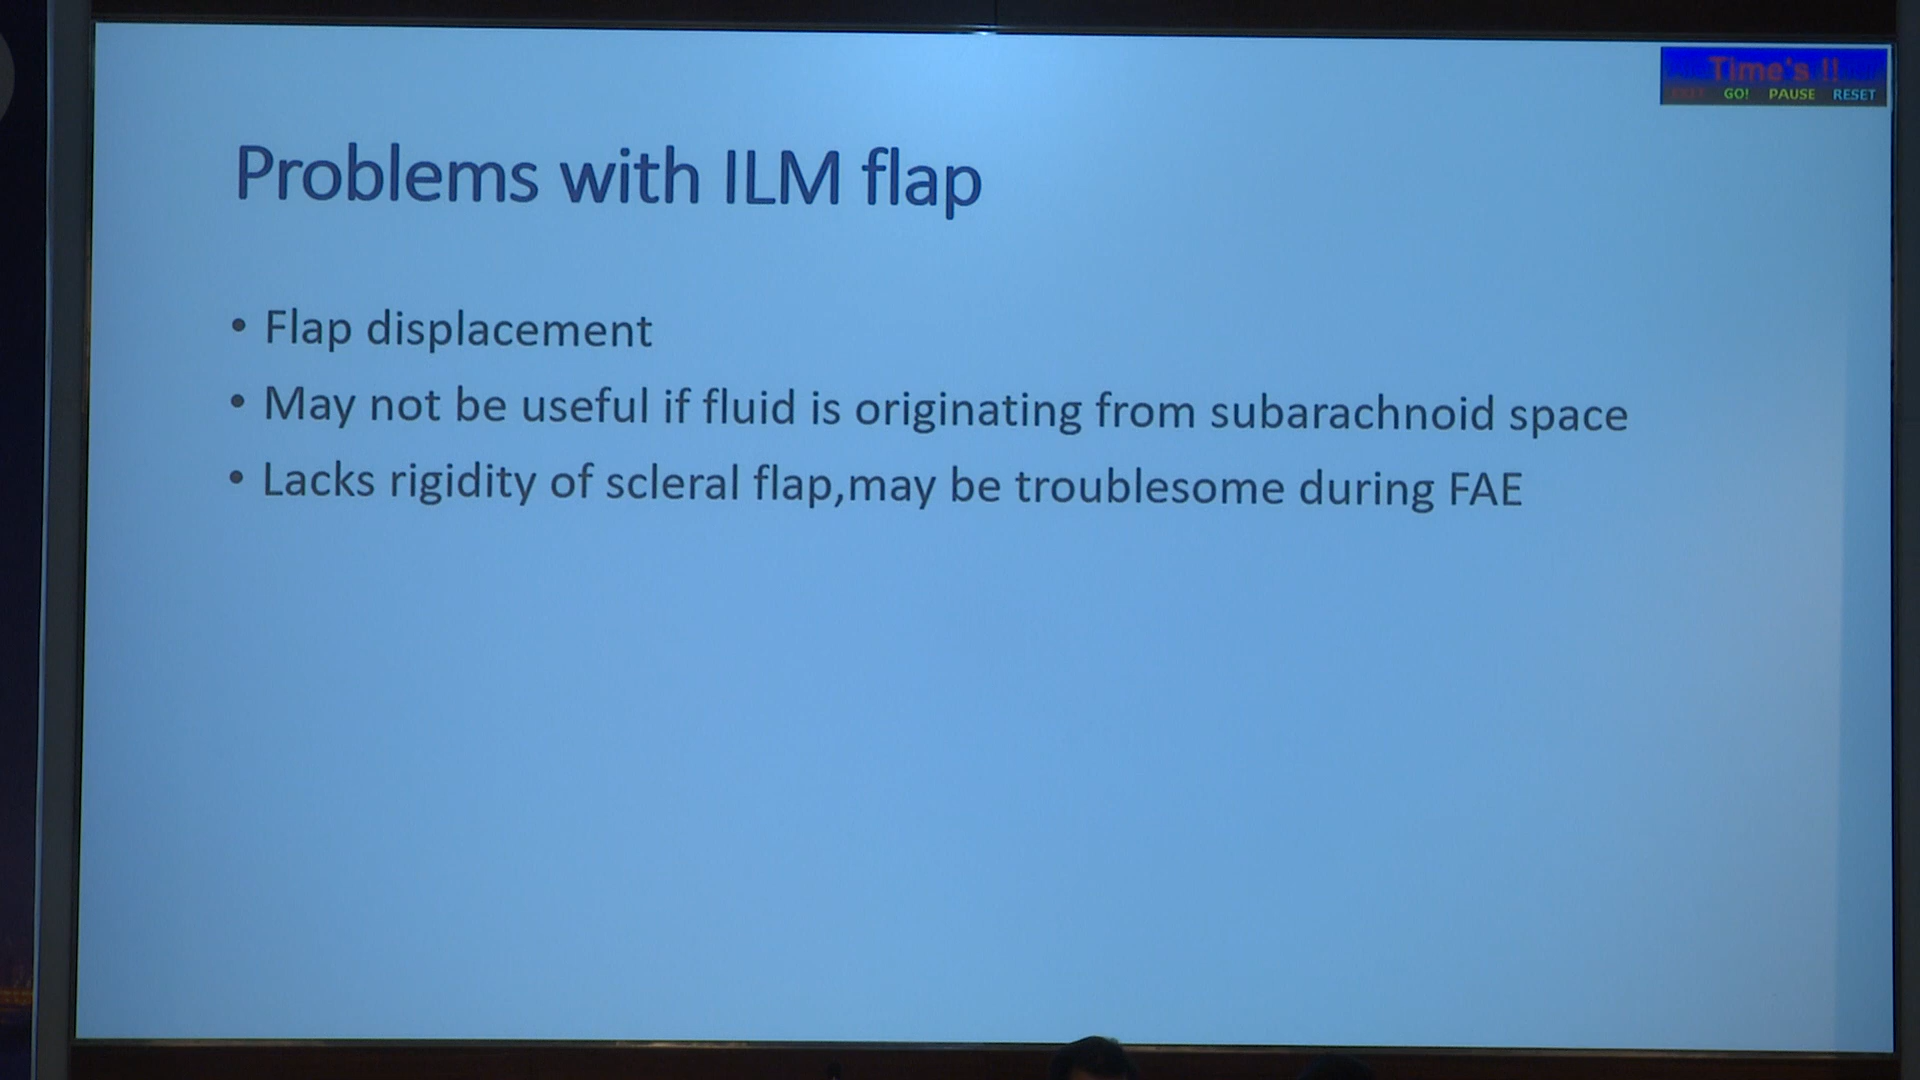 Time's !!
GO! PAUSE RESET
Problems with ILM flap
• Flap displacement
• May not be useful if fluid is originating from subarachnoid space
• Lacks rigidity of scleral flap,may be troublesome during FAE